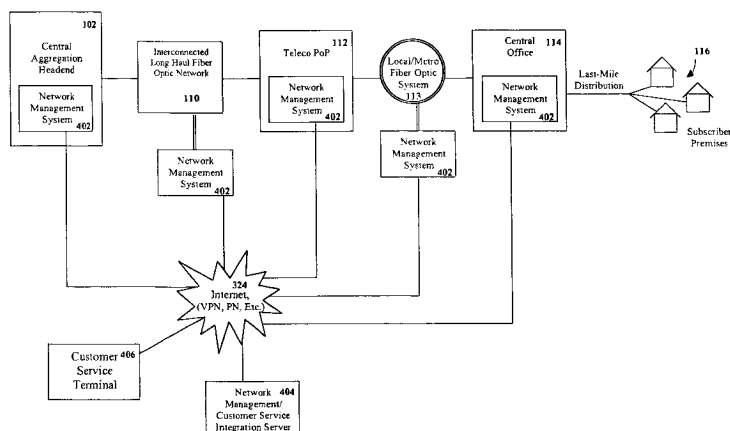 102
Central
Aggregation
Headend
Network
Management
System
402
Interconnected
Long Haul Fiber
Optic Network
110
Network
Management
System
402
112
Teleco PoP
Network
Management
System
402
Local/Metro
Fiber Optic
System
113
Network
Management
System
402
Central
Office
114
Network
Management
System
402
Last-Mile
Distribution
116
Subscriber
Premises
324
Internet,
(VPN, PN, Etc.)
Customer 406
Service
Terminal
Network 404
Management/
Customer Service
Integration Server